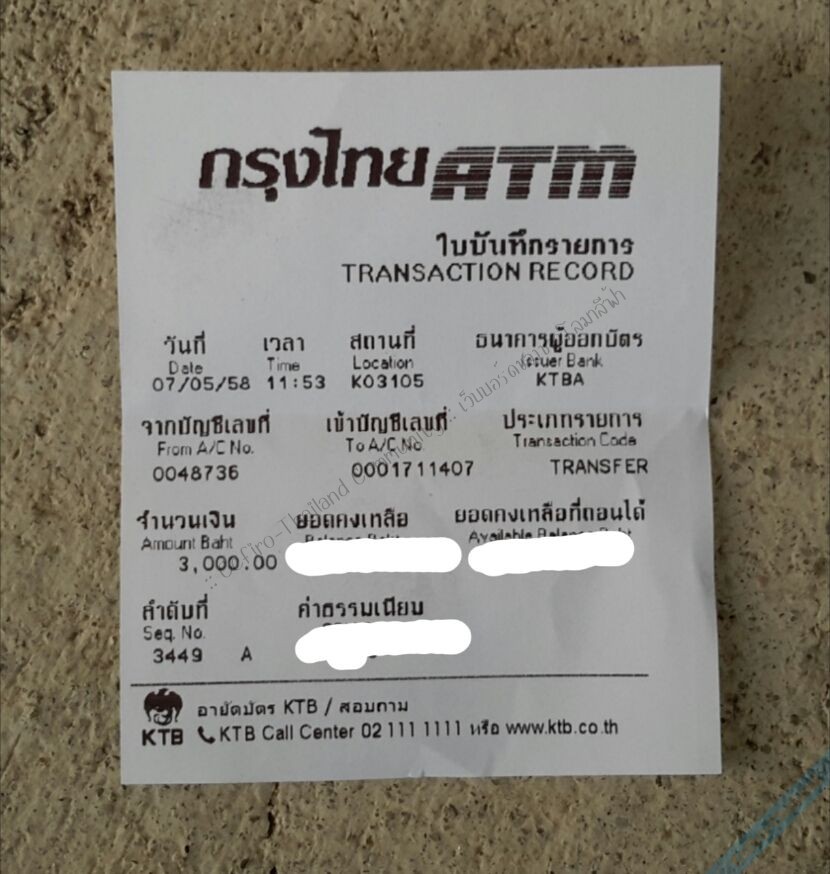 กรุงไทย ATM
ใบบันทึกรายการ
TRANSACTION RECORD
วันที่ เวลา สถานที่ ธนาคารผู้ออกบัตร
Date Time Location Issuer Bank
07/05/58 11:53 K03105 KTBA
จากบัญชีเลขที่ เข้าบัญชีเลขที่ ประเภทรายการ
From A/C No. To A/C No. Transaction Code
0048736 0001711407 TRANSFER
จำนวนเงิน ยอดคงเหลือ ยอดคงเหลือที่ถอนได้
Amount Baht Balance Baht Available Balance Baht
3,000.00
ลำดับที่ ค่าธรรมเนียม
Seq. No.
3449 A
อายัดบัตร KTB / สอบถาม
KTB KTB Call Center 02 111 1111 หรือ www.ktb.co.th